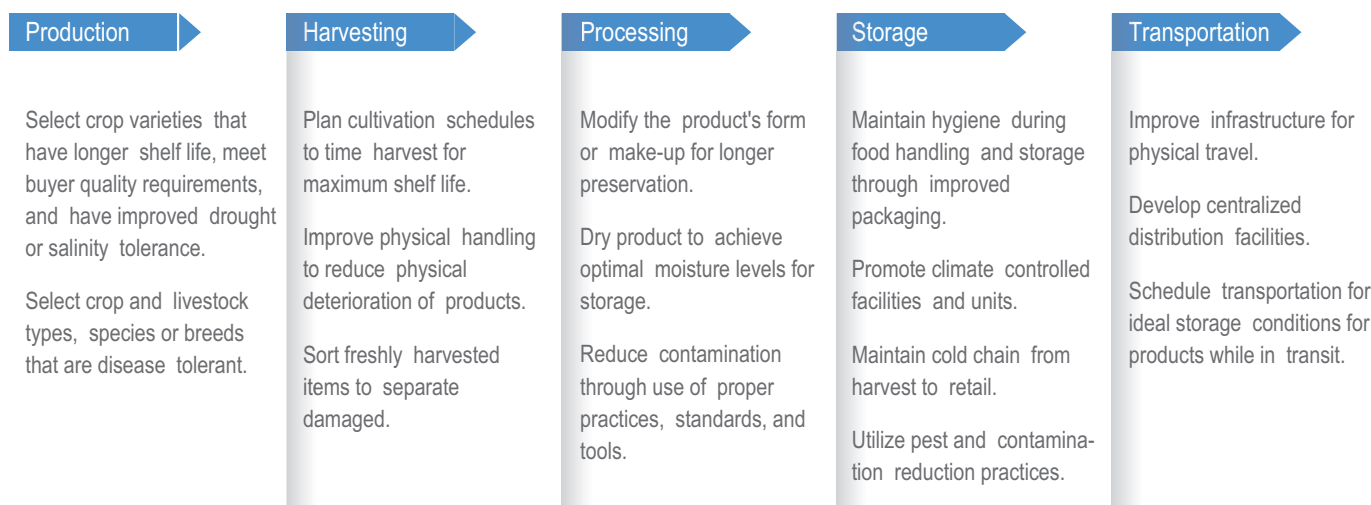 Production
Select crop varieties that
have longer shelf life, meet
buyer quality requirements,
and have improved drought
or salinity tolerance.
Select crop and livestock
types, species or breeds
that are disease tolerant.
Harvesting
Plan cultivation schedules
to time harvest for
maximum shelf life.
Improve physical handling
to reduce physical
deterioration of products.
Sort freshly harvested
items to separate
damaged.
Processing
Modify the product's form
or make-up for longer
preservation.
Dry product to achieve
optimal moisture levels for
storage.
Reduce contamination
through use of proper
practices, standards, and
tools.
Storage
Maintain hygiene during
food handling and storage
through improved
packaging.
Promote climate controlled
facilities and units.
Maintain cold chain from
harvest to retail.
Utilize pest and contamina-
tion reduction practices.
Transportation
Improve infrastructure for
physical travel.
Develop centralized
distribution facilities.
Schedule transportation for
ideal storage conditions for
products while in transit.